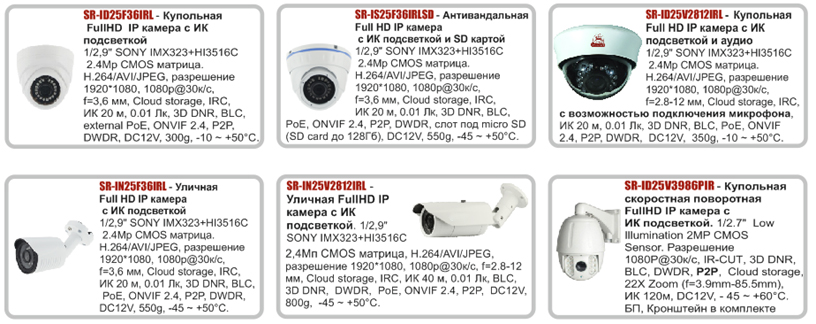 SR-ID25F36IRL - Купольная
FullHD IP камера с ИК
подсветкой
1/2,9" SONY IMX323+HI3516C
2.4Mp CMOS матрица.
H.264/AVI/JPEG, разрешение
1920*1080, 1080p@30к/с,
f=3,6 мм, Cloud storage, IRC,
ИК 20 м, 0.01 Лк, 3D DNR, BLC,
external PoE, ONVIF 2.4, P2P,
DWDR, DC12V, 300g, -10 ~ +50°C.
SR-IS25F36IRLSD - Антивандальная
Full HD IP камера
с ИК подсветкой и SD картой
1/2,9" SONY IMX323+HI3516C
2.4Mp CMOS матрица.
H.264/AVI/JPEG, разрешение
1920*1080, 1080p@30к/с,
f=3,6 мм, Cloud storage, IRC,
ИК 20 м, 0.01 Лк, 3D DNR, BLC,
PoE, ONVIF 2.4, P2P, DWDR, слот под micro SD
(SD card до 128Гб), DC12V, 550g, -45 ~ +50°C.
SR-ID25V2812IRL - Купольная
Full HD IP камера с ИК
подсветкой и аудио
1/2,9" SONY IMX323+HI3516C
2.4Mp CMOS матрица.
H.264/AVI/JPEG, разрешение
1920*1080, 1080p@30к/с,
f=2.8-12 мм, Cloud storage, IRC,
с возможностью подключения микрофона,
ИК 20 м, 0.01 Лк, 3D DNR, BLC, PoE, ONVIF
2.4, P2P, DWDR, DC12V, 350g, -10 ~ +50°C.
SR-IN25F36IRL - Уличная
Full HD IP камера
с ИК подсветкой
1/2,9" SONY IMX323+HI3516C
2.4Mp CMOS матрица.
H.264/AVI/JPEG, разрешение
1920*1080, 1080p@30к/с,
f=3,6 мм, Cloud storage, IRC,
ИК 20 м, 0.01 Лк, 3D DNR, BLC,
PoE, ONVIF 2.4, P2P, DWDR,
DC12V, 550g, -45 ~ +50°C.
SR-IN25V2812IRL -
Уличная FullHD IP
камера с ИК
подсветкой. 1/2,9"
SONY IMX323+HI3516C
2,4Мп CMOS матрица, H.264/AVI/JPEG,
разрешение 1920*1080, 1080p@30к/с, f=2.8-12
мм, Cloud storage, IRC, ИК 40 м, 0.01 Лк, BLC,
3D DNR, DWDR, PoE, ONVIF 2.4, P2P, DC12V,
800g, -45 ~ +50°C.
SR-ID25V3986PIR - Купольная
скоростная поворотная
FullHD IP камера с
ИК подсветкой. 1/2.7" Low
Illumination 2MP CMOS
Sensor. Разрешение
1080P@30к/с, IR-CUT, 3D DNR,
BLC, DWDR, P2P, Cloud storage,
22X Zoom (f=3.9mm-85.5mm),
ИК 120м, DC12V, - 45 ~ +60°C.
БП, Кронштейн в комплекте